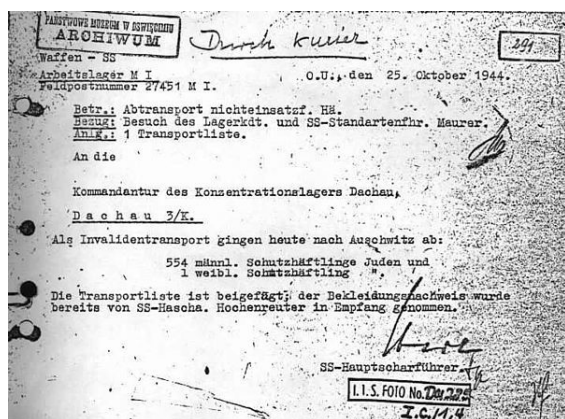 PAŃSTWOWE MUZEUM W OŚWIĘCIMIU
ARCHIWUM
Durch Kurier
291
Waffen - SS
Arbeitslager M I
Feldpostnummer 27451 M I.
O.U., den 25. Oktober 1944.
Betr.: Abtransport nichteinsatzf. Hä.
Bezug: Besuch des Lagerkdt. und SS-Standartenfhr. Maurer.
Anlg.: 1 Transportliste.
An die
Kommandantur des Konzentrationslagers Dachau,
Dachau 3/K.
Als Invalidentransport gingen heute nach Auschwitz ab:
554 männl. Schutzhäftlinge Juden und
1 weibl. Schutzhäftling " .
Die Transportliste ist beigefügt; der Bekleidungsnachweis wurde
bereits von SS-Hascha. Hochenreuter in Empfang genommen.
SS-Hauptscharführer.
I.T.S. FOTO No.